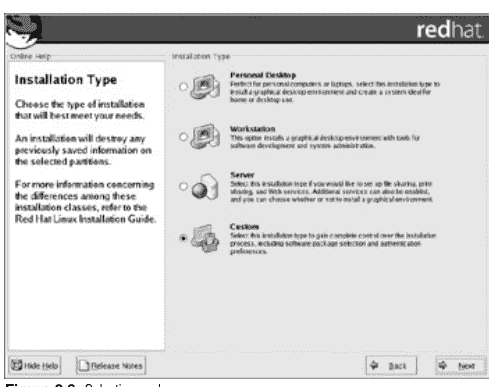 redhat
Online Help
Installation Type
Installation Type
Choose the type of installation
that will best meet your needs.
An installation will destroy any
previously saved information on
the selected partitions.
For more information concerning
the differences among these
installation classes, refer to the
Red Hat Linux Installation Guide.
Personal Desktop
Perfect for personal computers or laptops, select this installation type to
install a graphical desktop environment and create a system ideal for
home or desktop use.
Workstation
This option installs a graphical desktop environment with tools for
software development and system administration.
Server
Select this installation type if you would like to set up file sharing, print
sharing, and Web services. Additional services can also be enabled,
and you can choose whether or not to install a graphical environment.
Custom
Select this installation type to gain complete control over the installation
process, including software package selection and authentication
preferences.
Hide Help
Release Notes
Back
Next